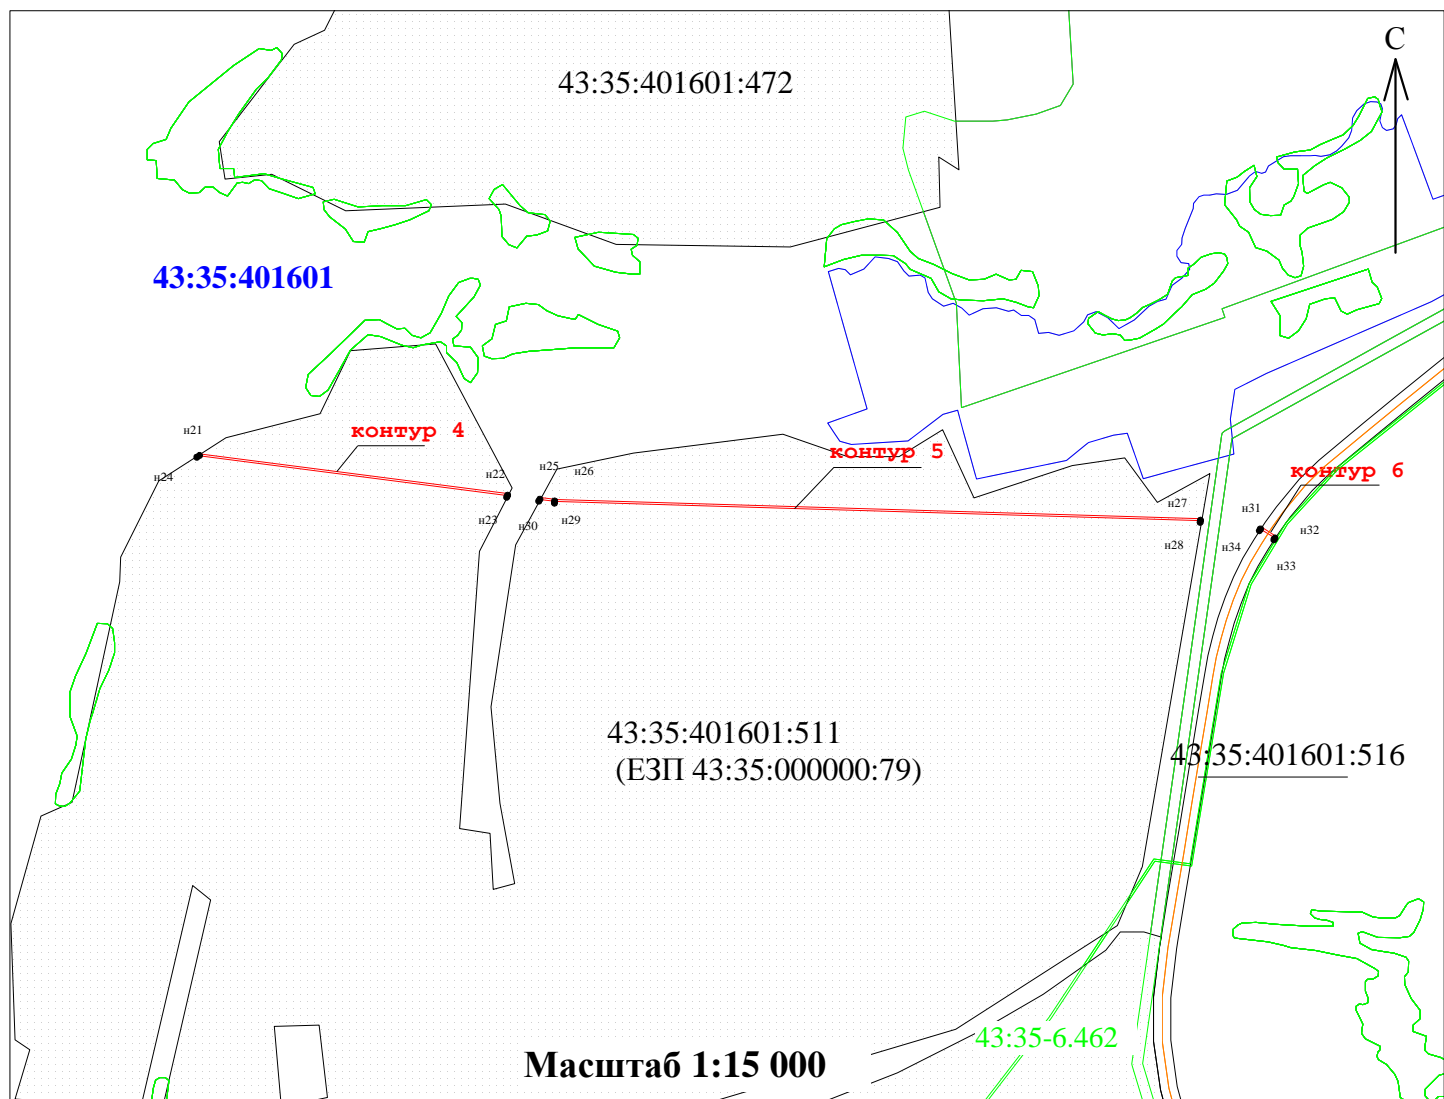 С
43:35:401601:472
43:35:401601
н21
контур 4
н24
н22
н25
н26
контур 5
н23
н30
н29
н27
н28
контур 6
н31
н32
н34
н33
43:35:401601:511
(ЕЗП 43:35:000000:79)
43:35:401601:516
43:35-6.462
Масштаб 1:15 000